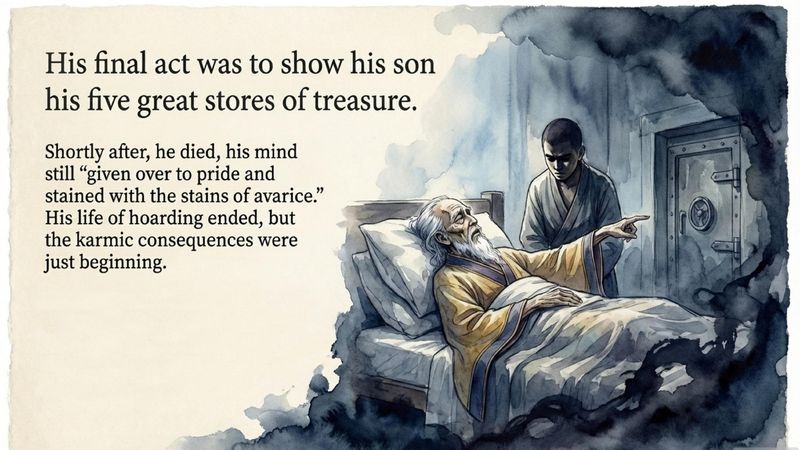 His final act was to show his son
his five great stores of treasure.
Shortly after, he died, his mind
still “given over to pride and
stained with the stains of avarice.”
His life of hoarding ended, but
the karmic consequences were
just beginning.